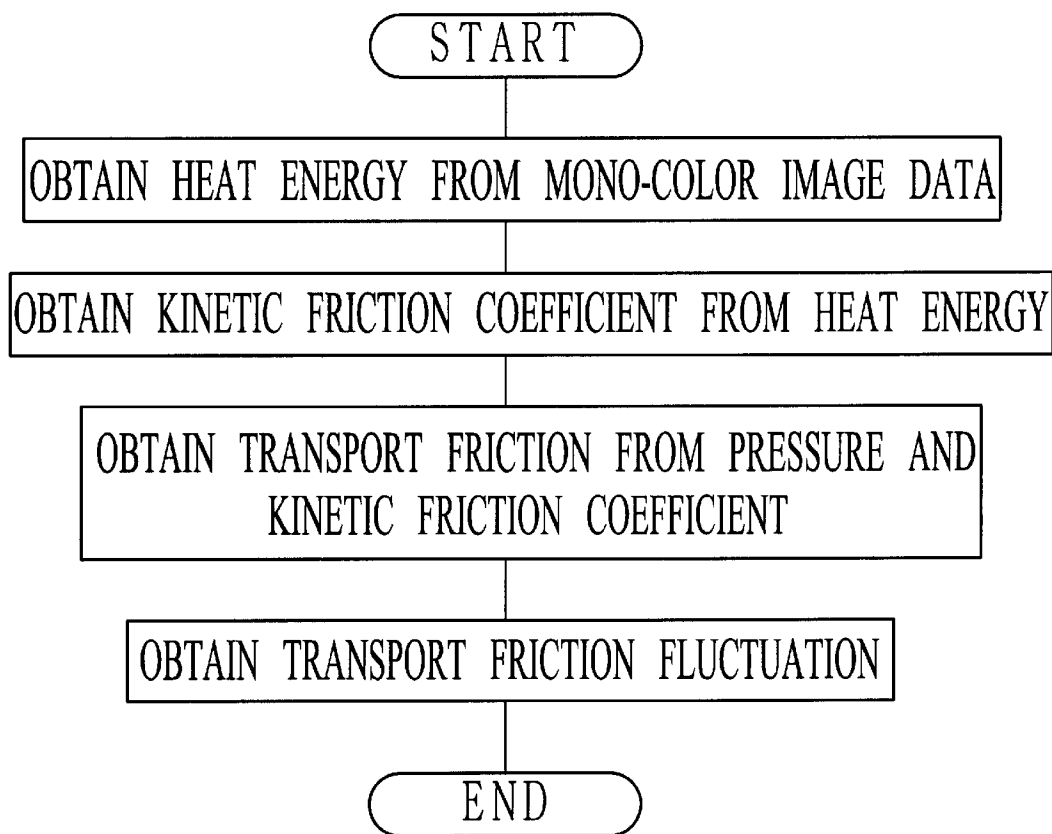 START
OBTAIN HEAT ENERGY FROM MONO-COLOR IMAGE DATA
OBTAIN KINETIC FRICTION COEFFICIENT FROM HEAT ENERGY
OBTAIN TRANSPORT FRICTION FROM PRESSURE AND
KINETIC FRICTION COEFFICIENT
OBTAIN TRANSPORT FRICTION FLUCTUATION
END